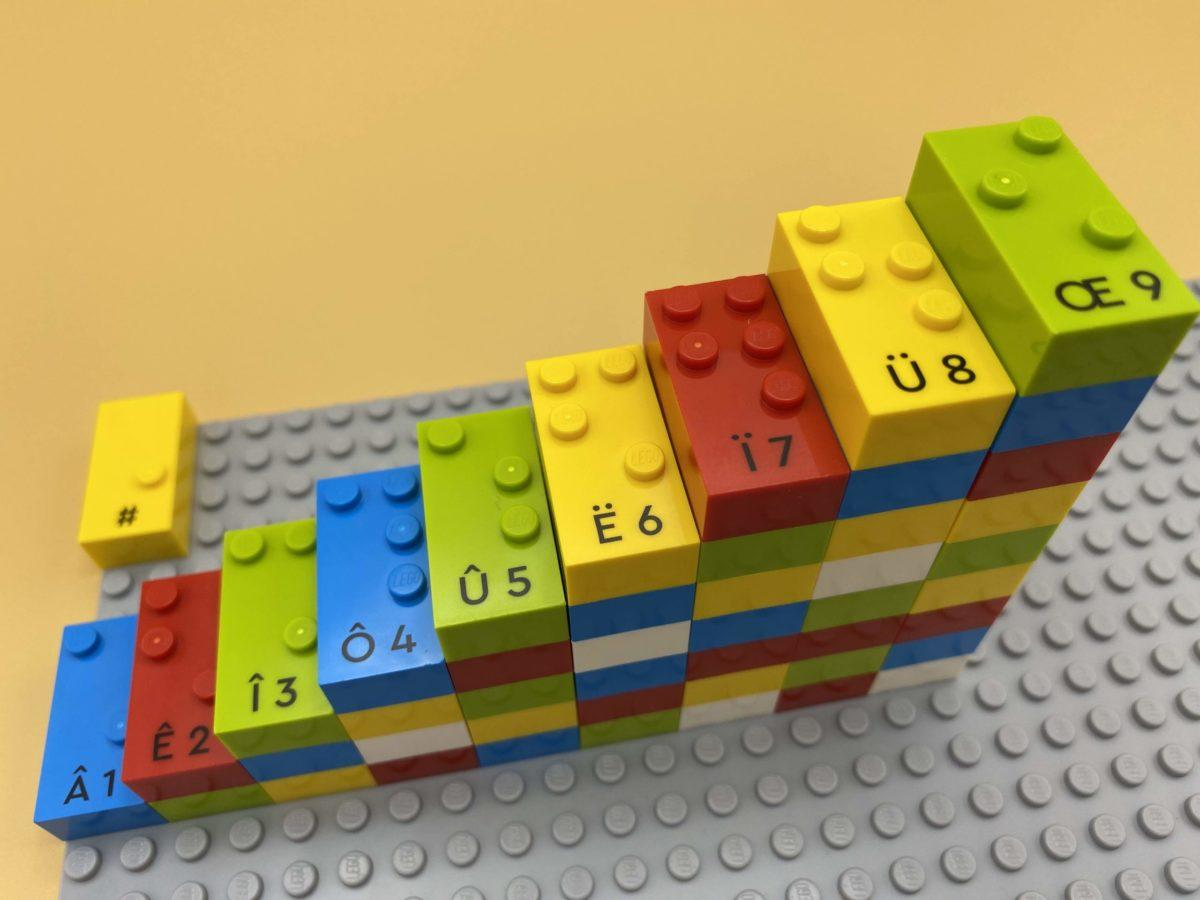 #
Â 1
Ê 2
Î 3
Ô 4
Û 5
Ë 6
Ï 7
Ü 8
Œ 9